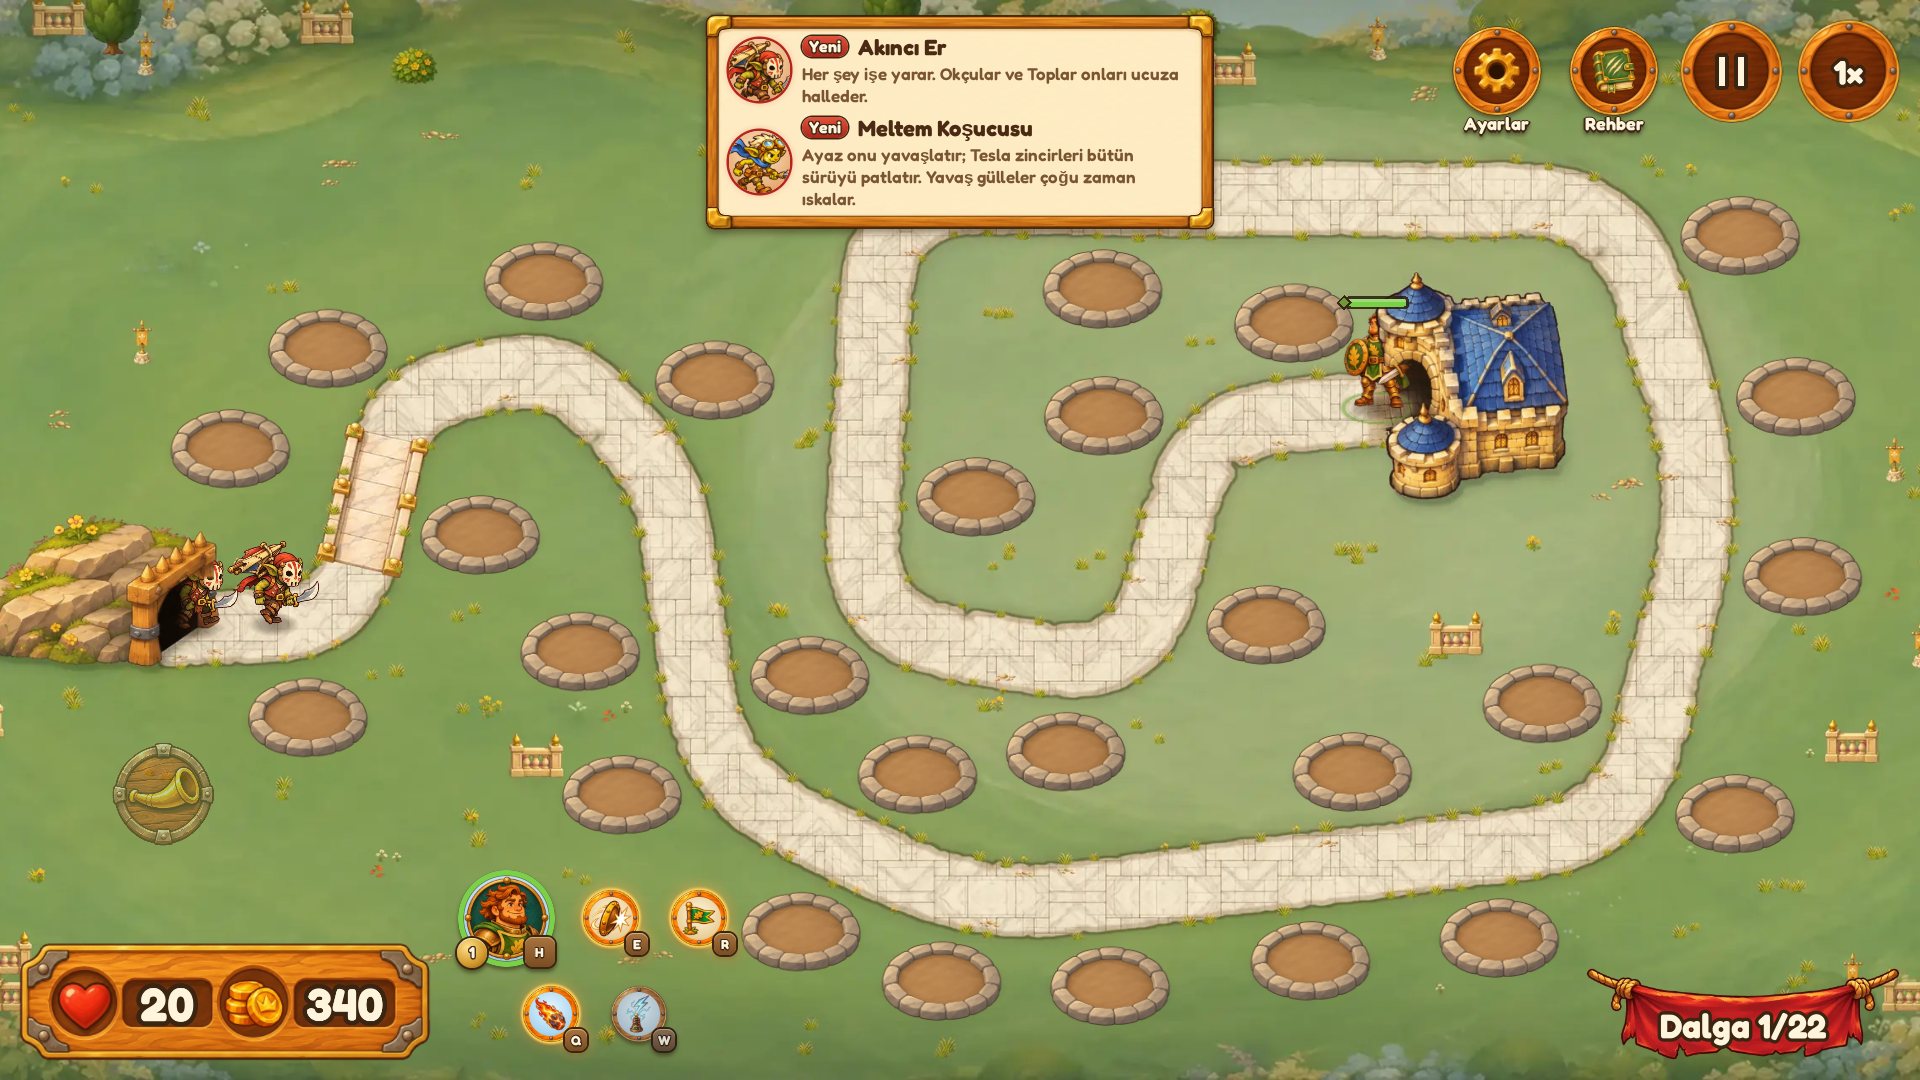 Yeni Akıncı Er
Her şey işe yarar. Okçular ve Toplar onları ucuza
halleder.
Yeni Meltem Koşucusu
Ayaz onu yavaşlatır; Tesla zincirleri bütün
sürüyü patlatır. Yavaş gülleler çoğu zaman
ıskalar.
1x
Ayarlar
Rehber
1
H
E
R
20
340
Q
W
Dalga 1/22